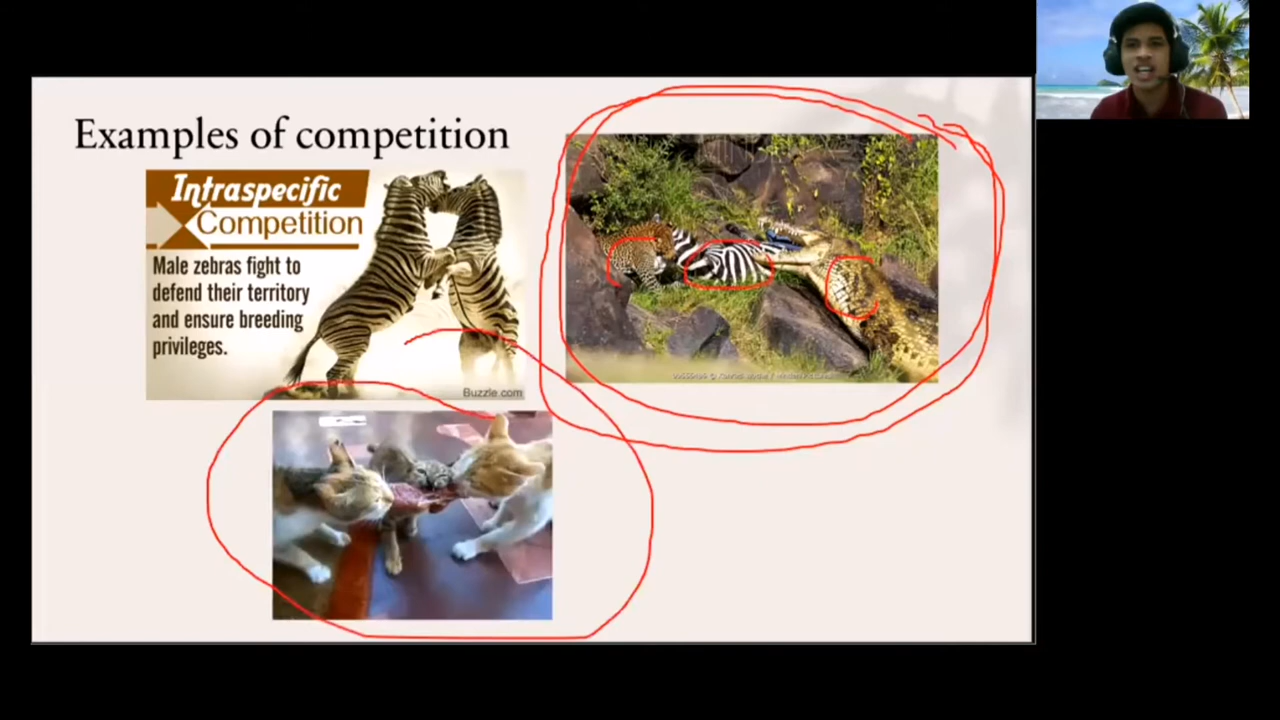 Examples of competition
Intraspecific
Competition
Male zebras fight to
defend their territory
and ensure breeding
privileges.
Buzzle.com